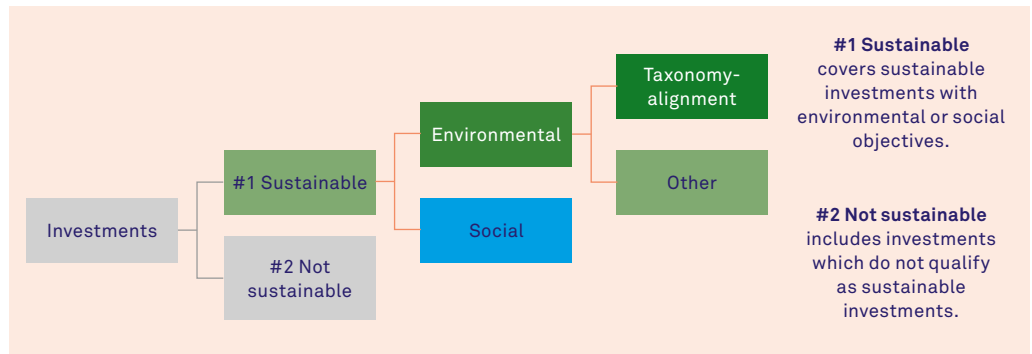 Investments
#1 Sustainable
#2 Not
sustainable
Environmental
Social
Taxonomy-
alignment
Other
#1 Sustainable
covers sustainable
investments with
environmental or social
objectives.
#2 Not sustainable
includes investments
which do not qualify
as sustainable
investments.